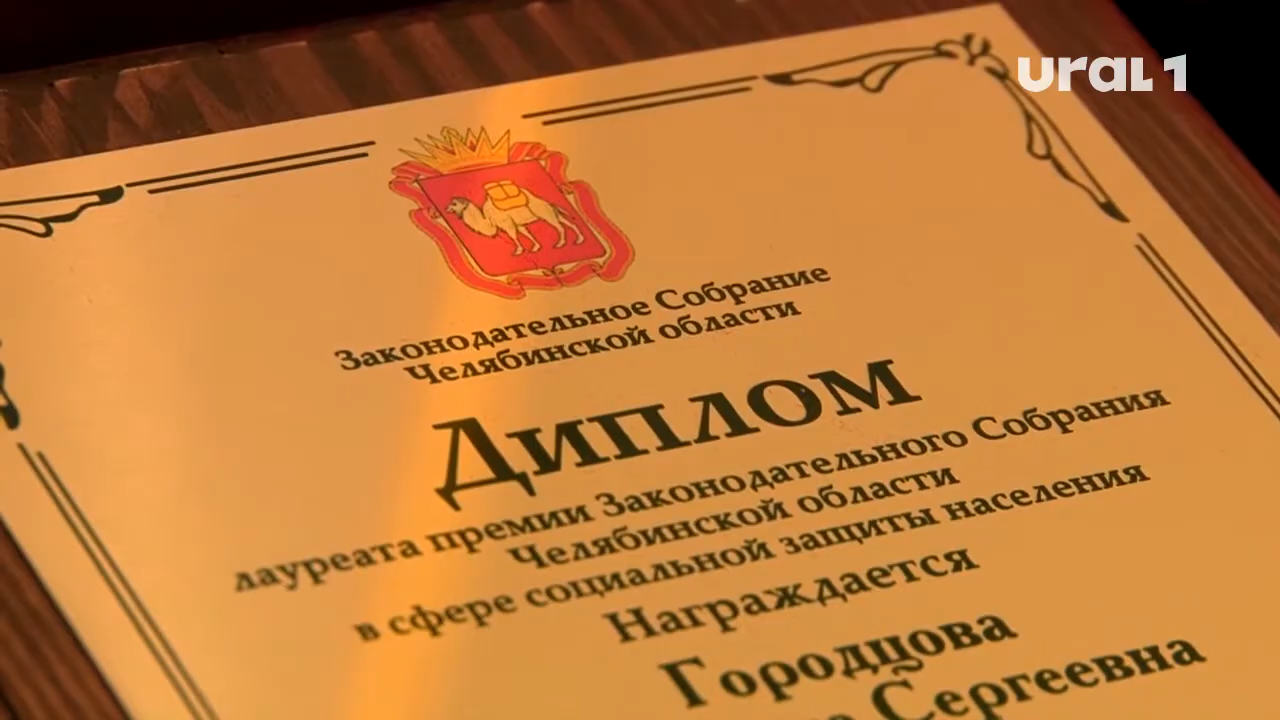 ural 1
Законодательное Собрание
Челябинской области
Диплом
лауреата премии Законодательного Собрания
Челябинской области
в сфере социальной защиты населения
Награждается
Городцова
Сергеевна